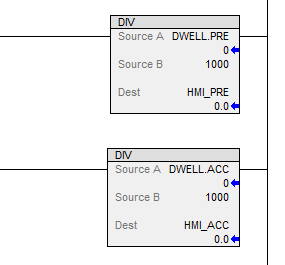 DIV
Source A DWELL.PRE
0
Source B 1000
Dest HMI_PRE
0.0
DIV
Source A DWELL.ACC
0
Source B 1000
Dest HMI_ACC
0.0